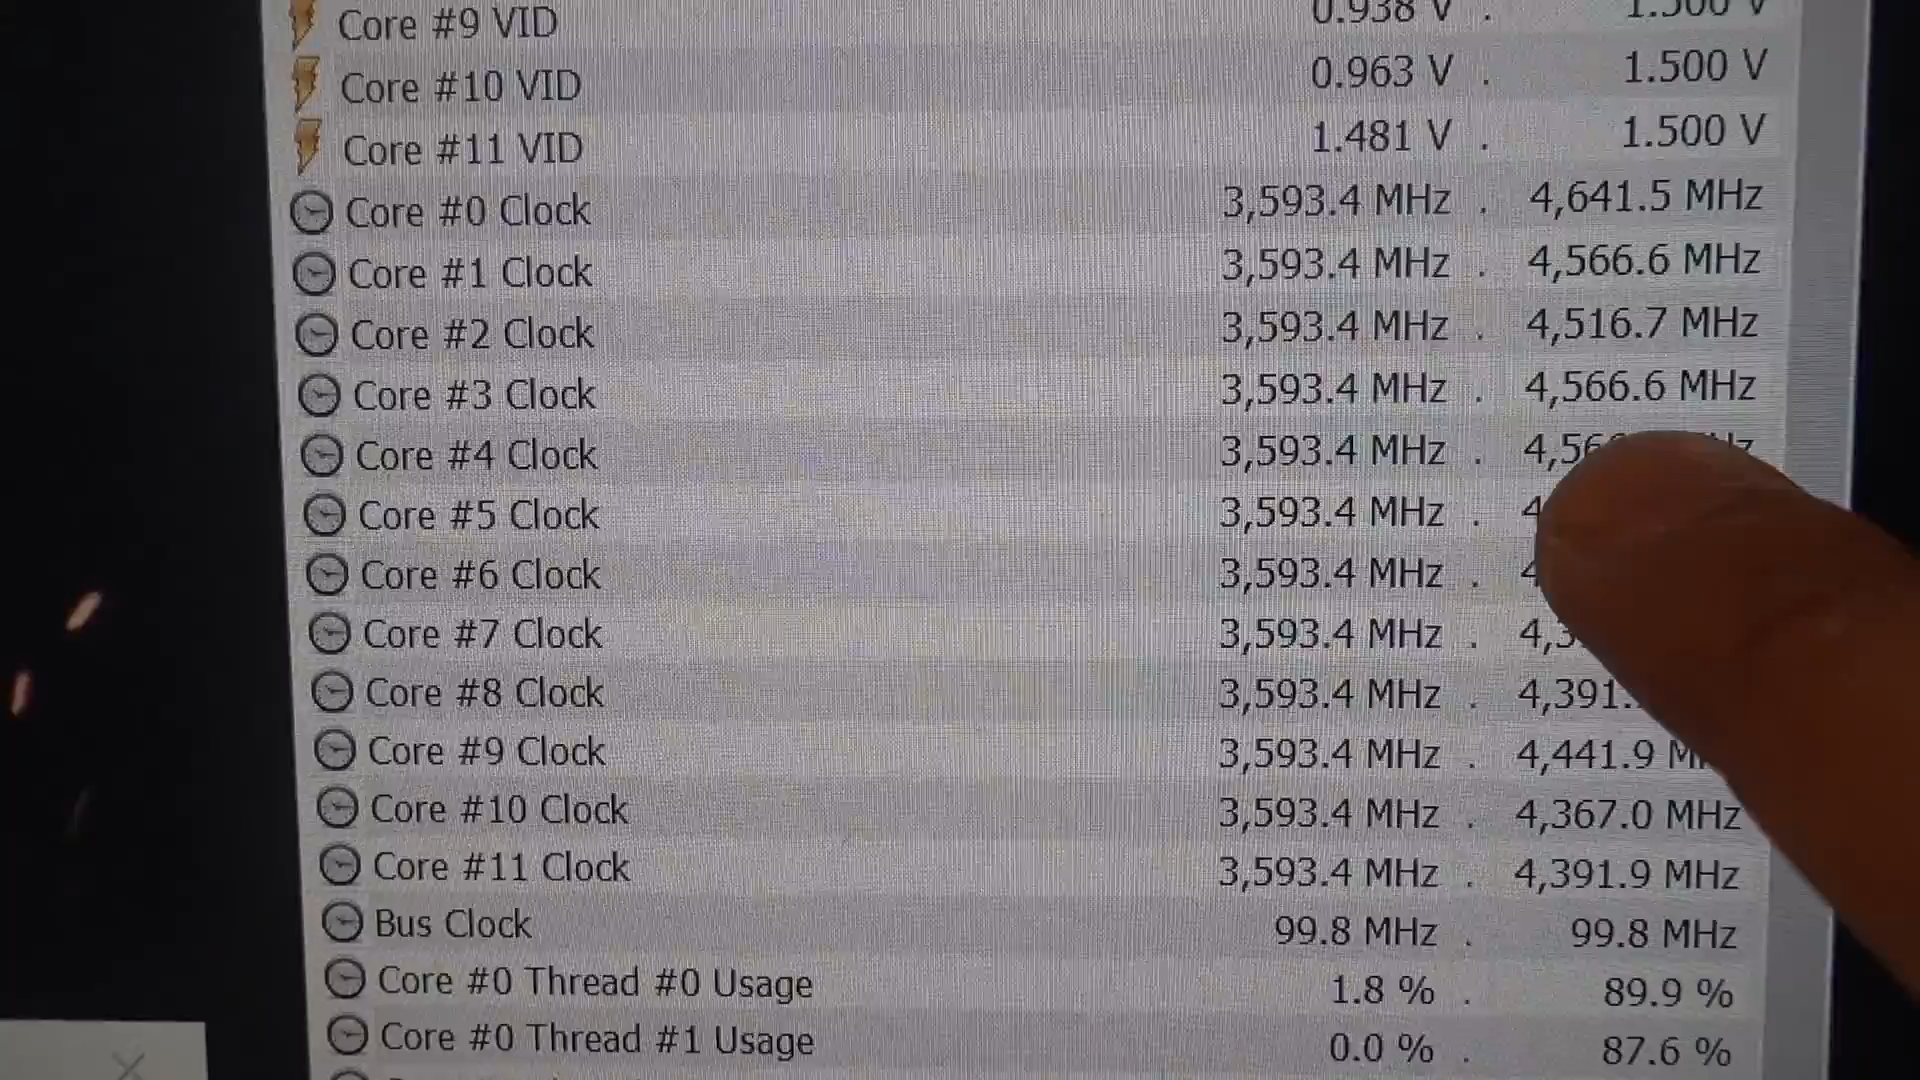 Core #9 VID 0.938 V . 1.500 V
Core #10 VID 0.963 V . 1.500 V
Core #11 VID 1.481 V . 1.500 V
Core #0 Clock 3,593.4 MHz . 4,641.5 MHz
Core #1 Clock 3,593.4 MHz . 4,566.6 MHz
Core #2 Clock 3,593.4 MHz . 4,516.7 MHz
Core #3 Clock 3,593.4 MHz . 4,566.6 MHz
Core #4 Clock 3,593.4 MHz .
Core #5 Clock 3,593.4 MHz .
Core #6 Clock 3,593.4 MHz .
Core #7 Clock 3,593.4 MHz .
Core #8 Clock 3,593.4 MHz .
Core #9 Clock 3,593.4 MHz . 4,441.9
Core #10 Clock 3,593.4 MHz . 4,367.0 MHz
Core #11 Clock 3,593.4 MHz . 4,391.9 MHz
Bus Clock 99.8 MHz . 99.8 MHz
Core #0 Thread #0 Usage 1.8 % . 89.9 %
Core #0 Thread #1 Usage 0.0 % . 87.6 %